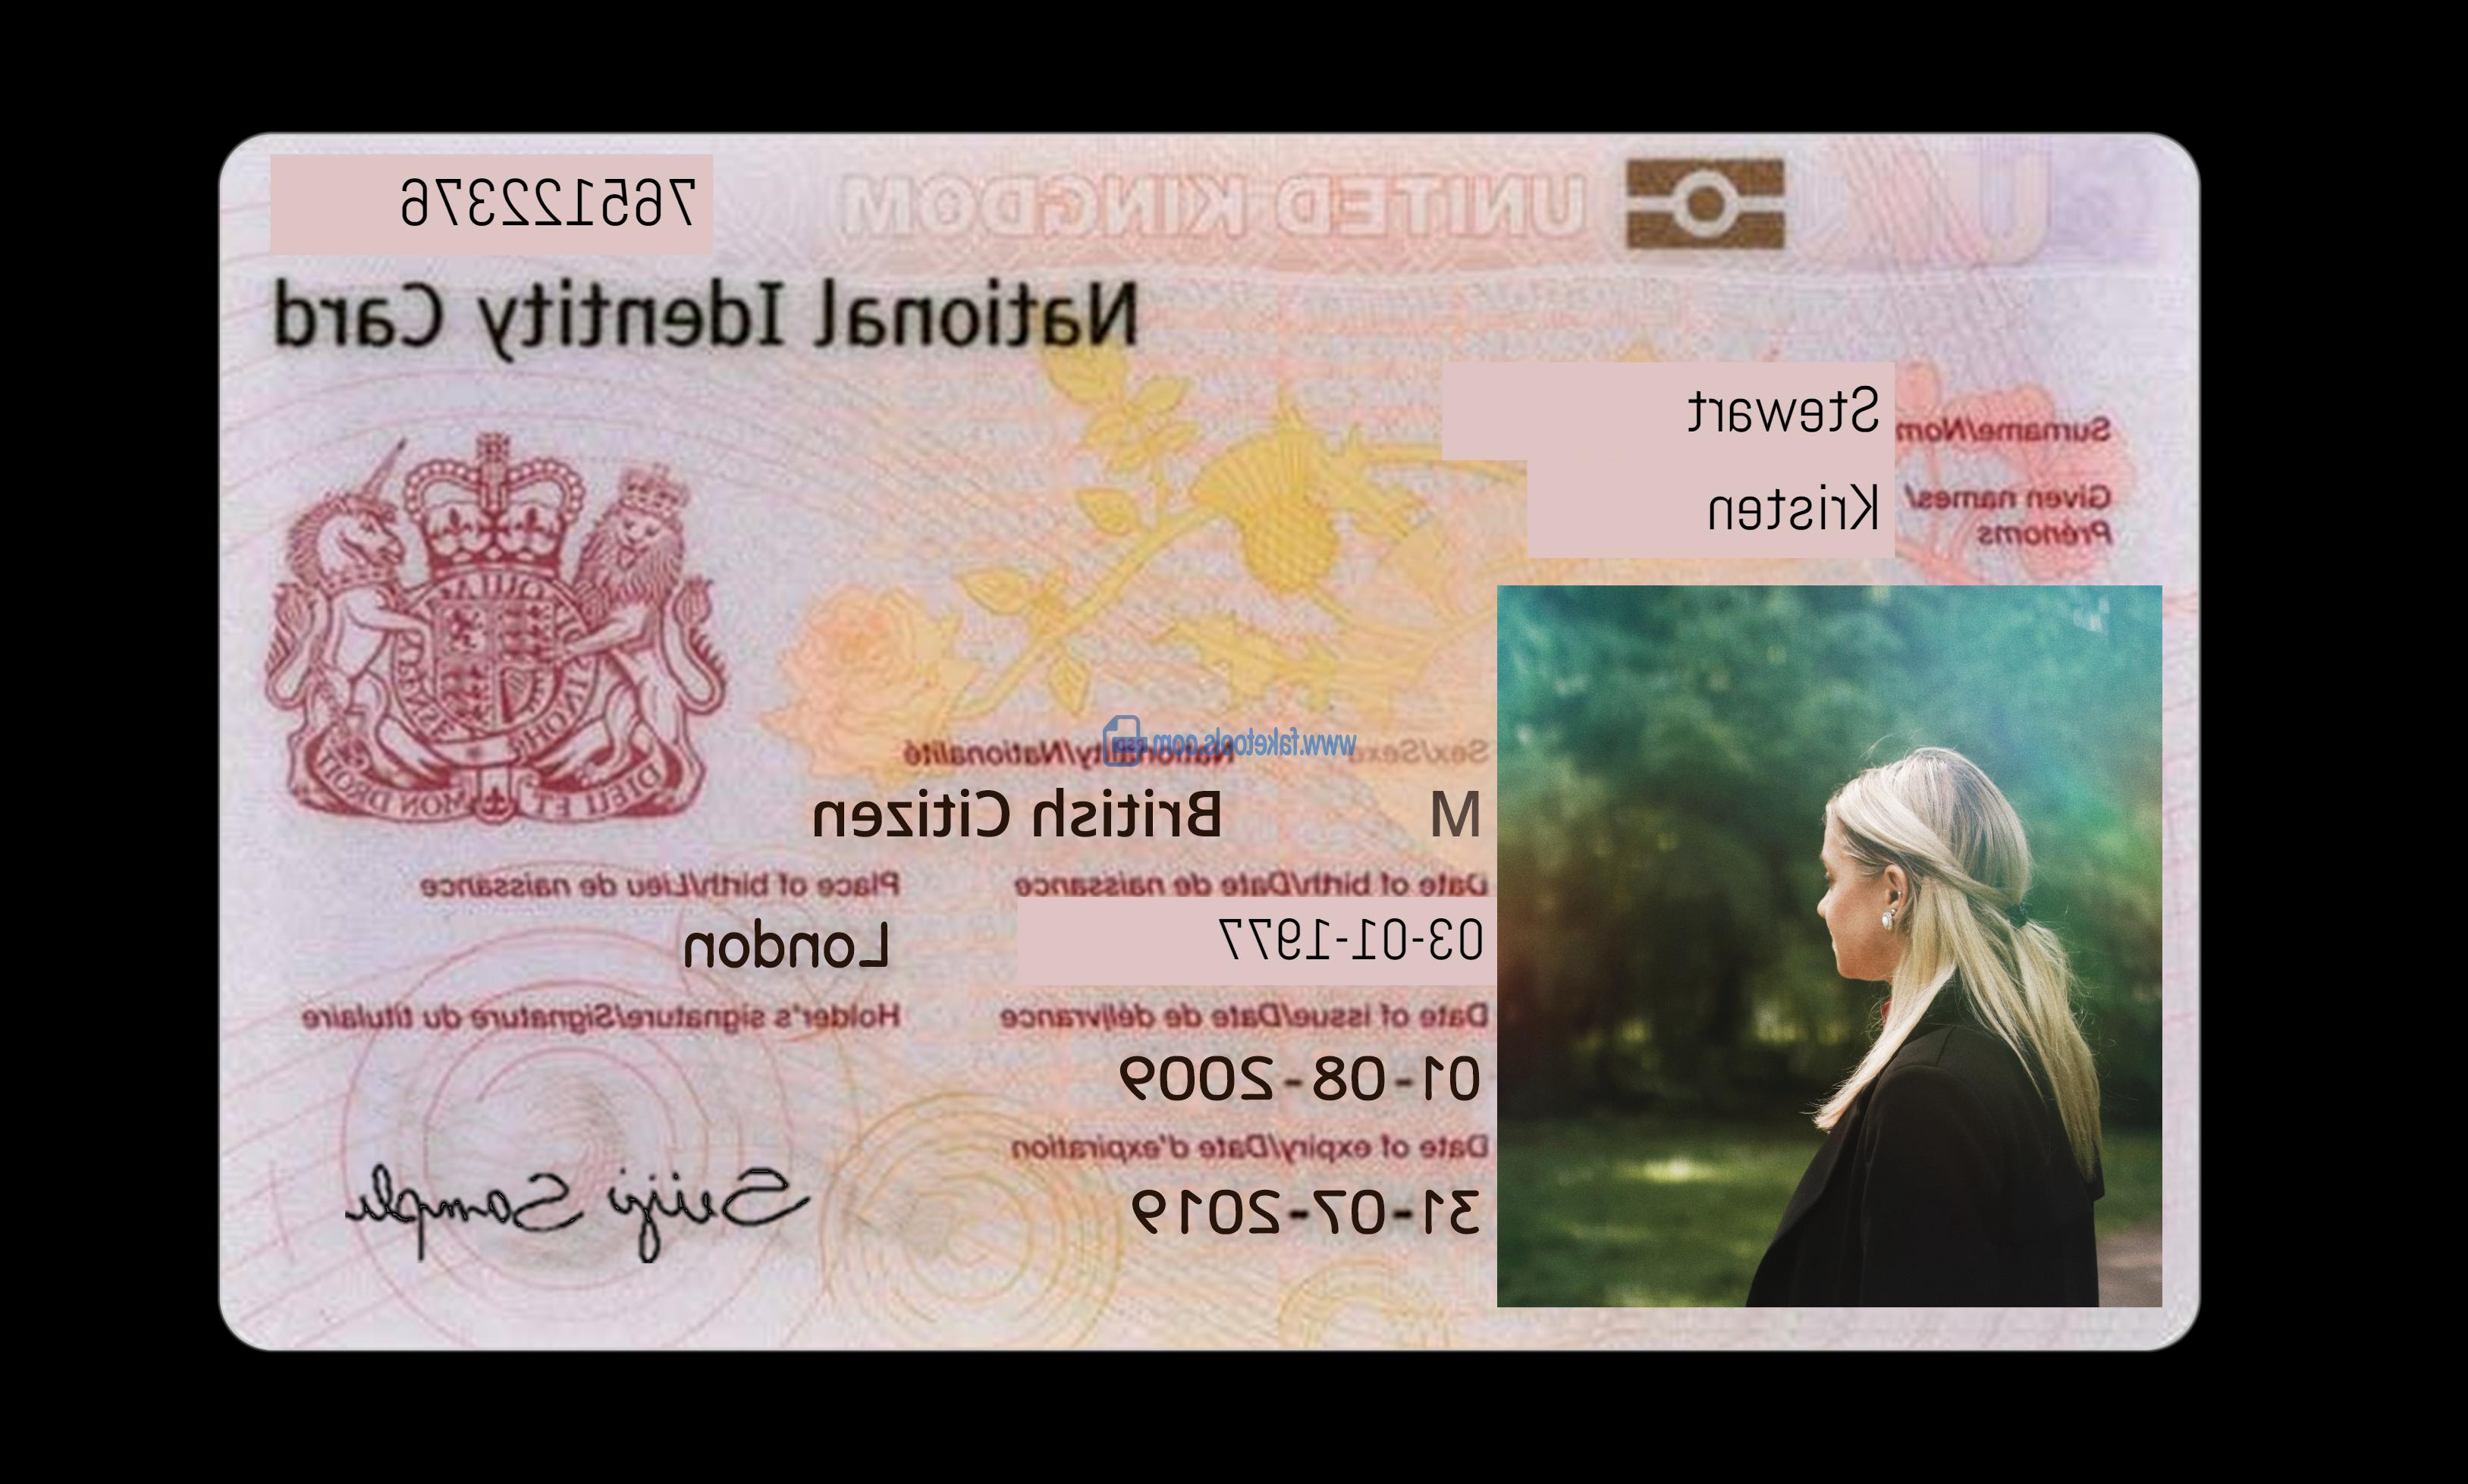 UNITED KINGDOM
765122376
National Identity Card
Surname/Nom
Stewart
Given names/
Prénoms
Kristen
Sex/Sexe
Nationality/Nationalité
www.faketools.com
M
British Citizen
Date of birth/Date de naissance
Place of birth/Lieu de naissance
03-01-1977
London
Date of issue/Date de délivrance
Holder's signature/Signature du titulaire
01-08-2009
Date of expiry/Date d'expiration
31-07-2019
DIEU ET MON DROIT